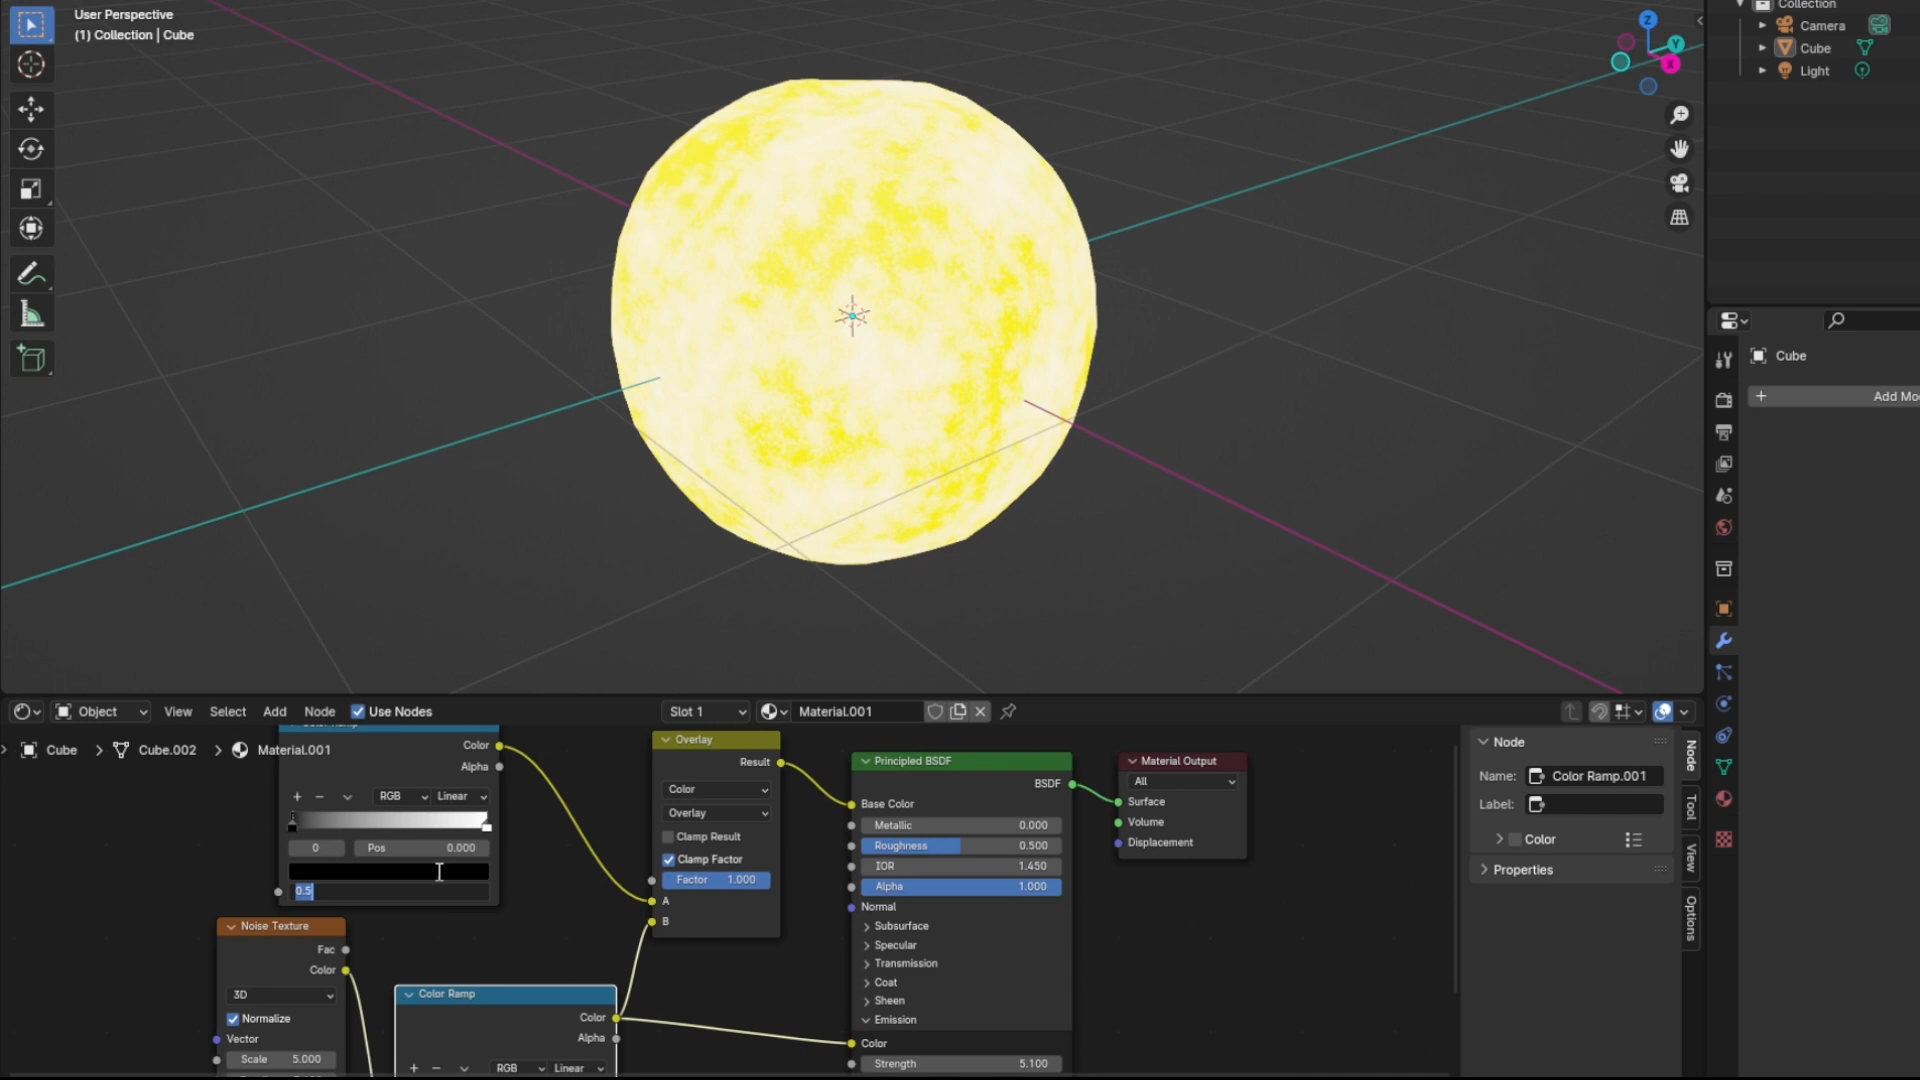 User Perspective
(1) Collection | Cube
Z
Y
X
Collection
Camera
Cube
Light
Cube
Add Mo
Object
View
Select
Add
Node
Use Nodes
Slot 1
Material.001
Cube
Cube.002
Material.001
Color
Alpha
RGB
Linear
0
Pos
0.000
0.5
Noise Texture
Fac
Color
3D
Normalize
Vector
Scale
5.000
Color Ramp
Color
Alpha
RGB
Linear
Overlay
Result
Color
Overlay
Clamp Result
Clamp Factor
Factor
1.000
A
B
Principled BSDF
BSDF
Base Color
Metallic
0.000
Roughness
0.500
IOR
1.450
Alpha
1.000
Normal
Subsurface
Specular
Transmission
Coat
Sheen
Emission
Color
Strength
5.100
Material Output
All
Surface
Volume
Displacement
Node
Name:
Color Ramp.001
Label:
Color
Properties
Node
Tool
View
Options